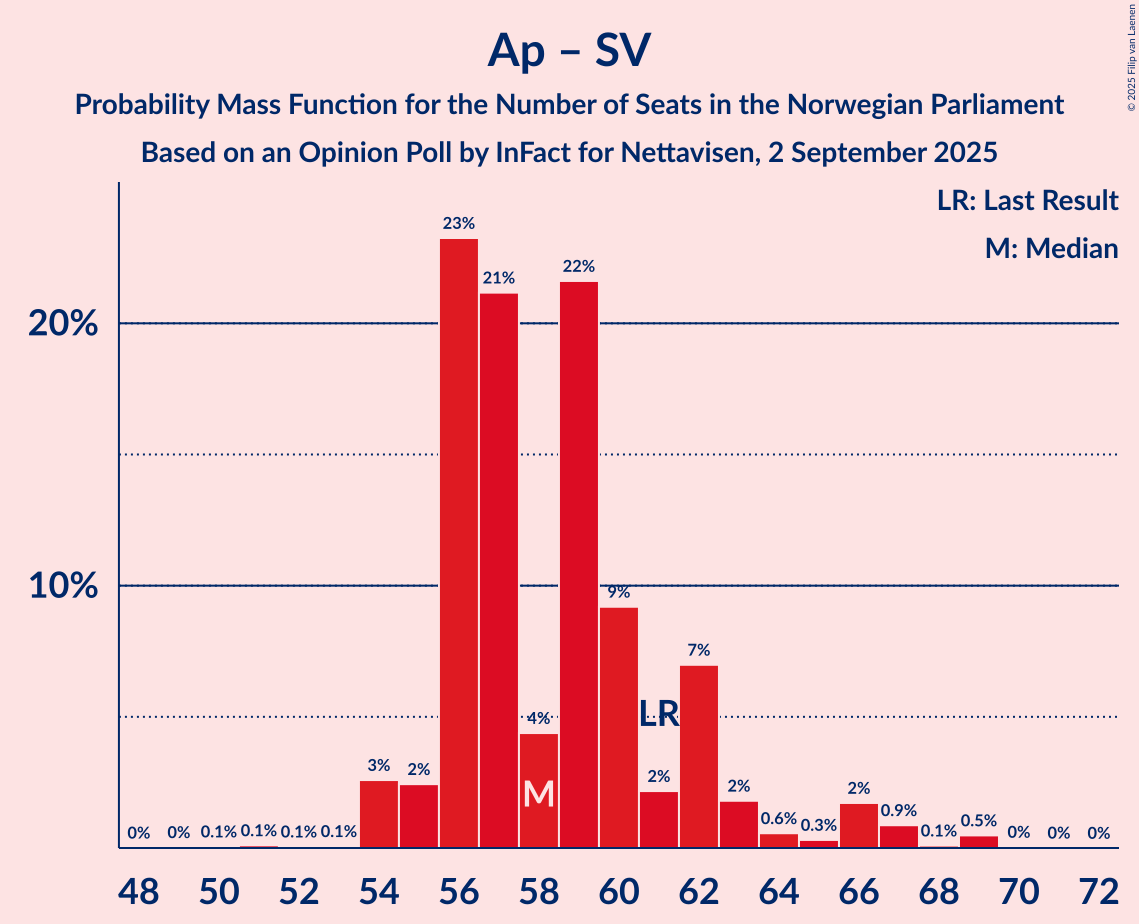 © 2025 Filip van Laenen
Ap – SV
Probability Mass Function for the Number of Seats in the Norwegian Parliament
Based on an Opinion Poll by InFact for Nettavisen, 2 September 2025
LR: Last Result
M: Median
23%
22%
21%
20%
10%
9%
7%
LR
4%
3% 2% M 2% 2% 2%
0% 0% 0.1% 0.1% 0.1% 0.1% 0.6% 0.3% 0.9% 0.1% 0.5% 0% 0% 0%
48 50 52 54 56 58 60 62 64 66 68 70 72